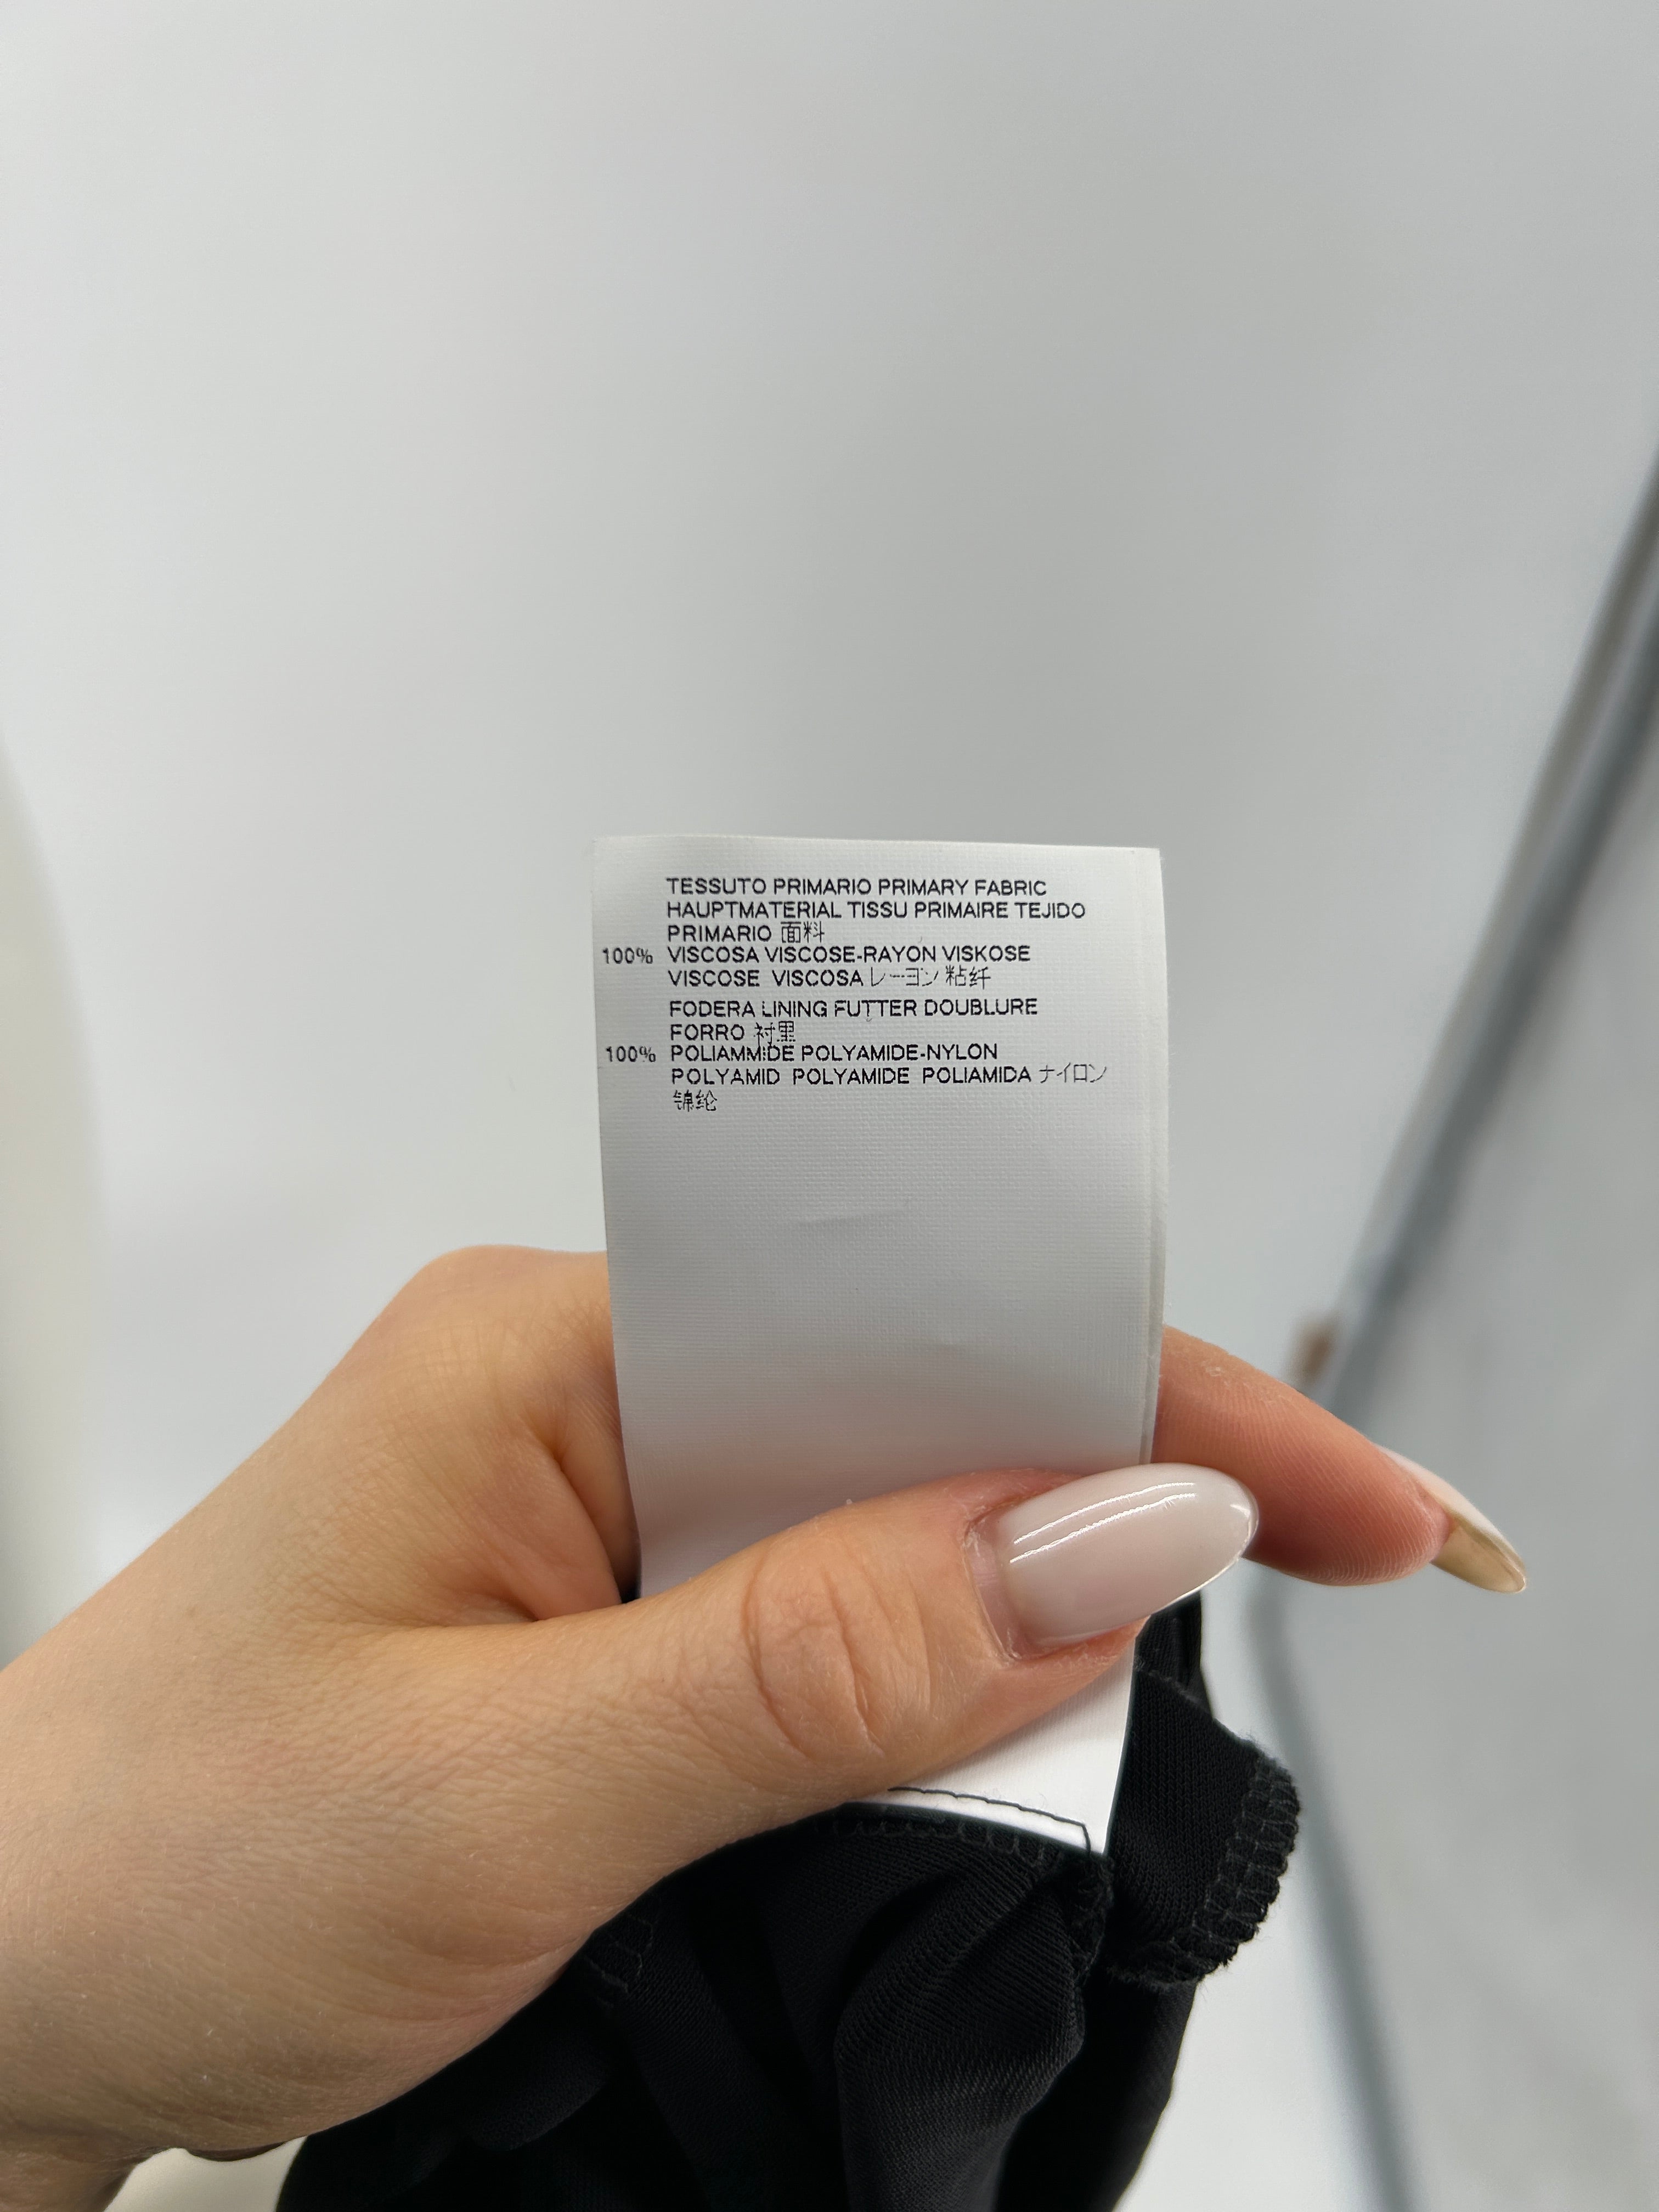 TESSUTO PRIMARIO PRIMARY FABRIC
HAUPTMATERIAL TISSU PRIMAIRE TEJIDO
PRIMARIO 面料
100% VISCOSA VISCOSE-RAYON VISKOSE
VISCOSE VISCOSA レーヨン 粘纤
FODERA LINING FUTTER DOUBLURE
FORRO 衬里
100% POLIAMMIDE POLYAMIDE-NYLON
POLYAMID POLYAMIDE POLIAMIDA ナイロン
锦纶